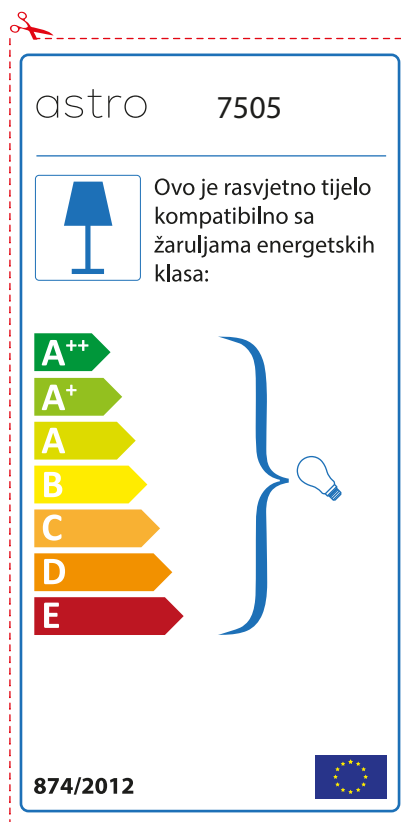 astro 7505
Ovo je rasvjetno tijelo
kompatibilno sa
žaruljama energetskih
klasa:
A++
A+
A
B
C
D
E
874/2012